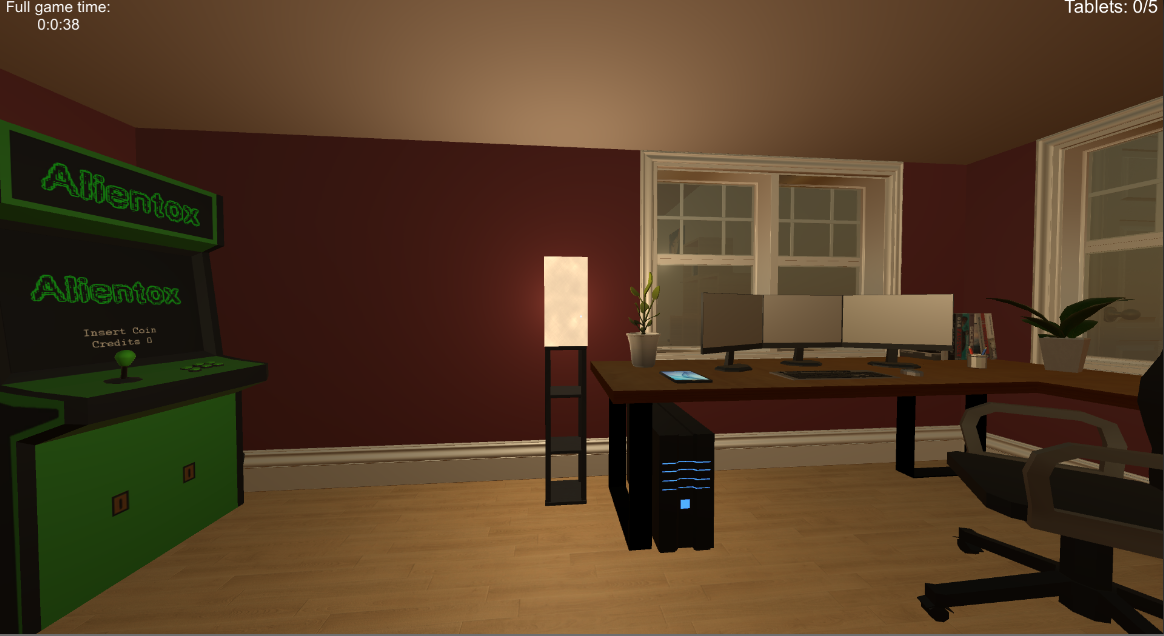 Full game time:
0:0:38
Tablets: 0/5
Alientox
Alientox
Insert Coin
Credits 0